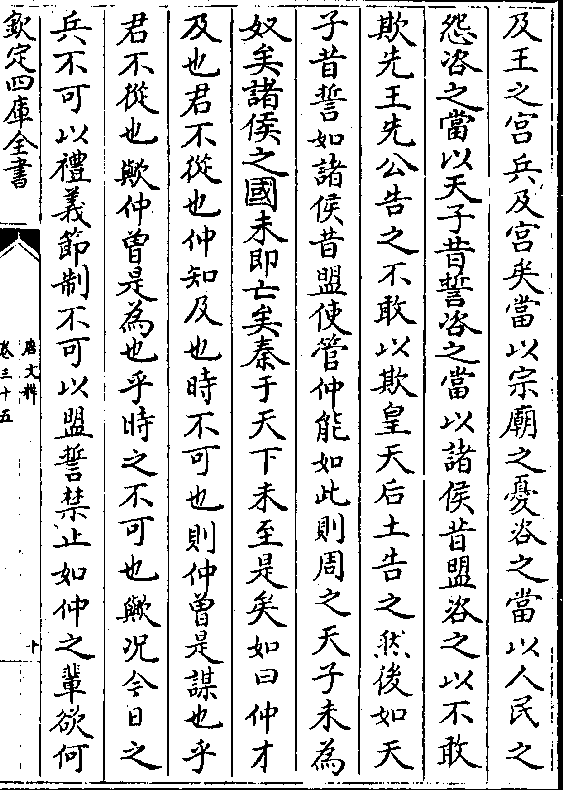 及王之宫兵及宫矣當以宗廟之憂咨之當以人民之
怨咨之當以天子昔誓咨之當以諸侯昔盟咨之以不敢
欺先王先公告之不敢以欺皇天后土告之然後如天
子昔誓如諸侯昔盟使管仲能如此則周之天子未為
奴矣諸侯之國未即亡矣秦于天下未至是矣如曰仲才
及也君不從也仲知及也時不可也則仲曾是謀也乎
君不從也歟仲曾是為也乎時之不可也歟况今日之
兵不可以禮義節制不可以盟誓禁止如仲之輩欲何
欽定四庫全書
唐文粹
卷三十五
十